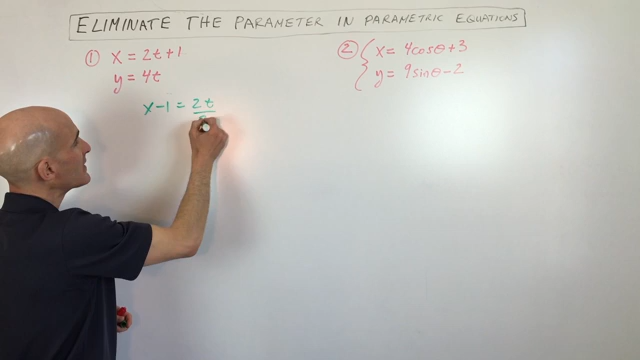 ELIMINATE THE PARAMETER IN PARAMETRIC EQUATIONS
① x = 2t+1
y = 4t
x-1 = 2t
② x = 4cosθ+3
y = 9sinθ-2